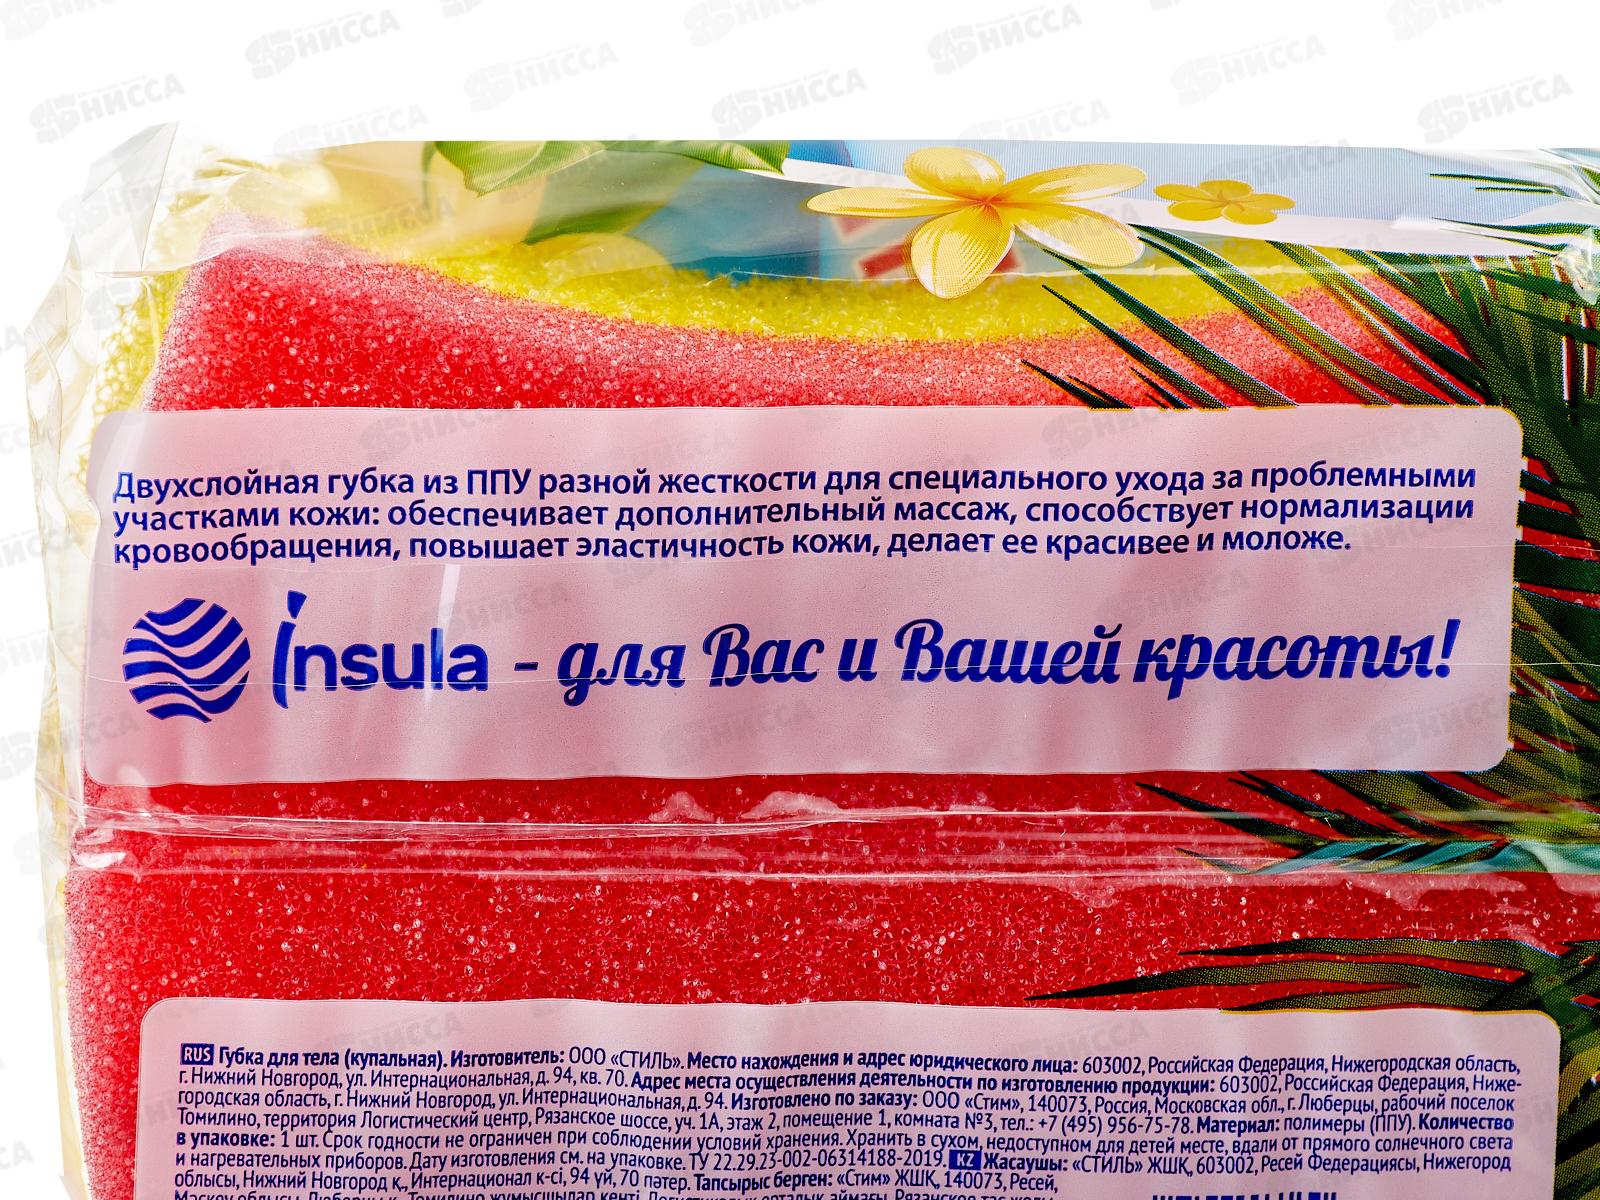 Двухслойная губка из ППУ разной жесткости для специального ухода за проблемными
участками кожи: обеспечивает дополнительный массаж, способствует нормализации
кровообращения, повышает эластичность кожи, делает ее красивее и моложе.
insula – для Вас и Вашей красоты!
RUS Губка для тела (купальная). Изготовитель: ООО «СТИЛЬ». Место нахождения и адрес юридического лица: 603002, Российская Федерация, Нижегородская область,
г. Нижний Новгород, ул. Интернациональная, д. 94, кв. 70. Адрес места осуществления деятельности по изготовлению продукции: 603002, Российская Федерация, Ниже-
городская область, г. Нижний Новгород, ул. Интернациональная, д. 94. Изготовлено по заказу: ООО «Стим», 140073, Россия, Московская обл., г. Люберцы, рабочий поселок
Томилино, территория Логистический центр, Рязанское шоссе, уч. 1А, этаж 2, помещение 1, комната №3, тел.: +7 (495) 956-75-78. Материал: полимеры (ППУ). Количество
в упаковке: 1 шт. Срок годности не ограничен при соблюдении условий хранения. Хранить в сухом, недоступном для детей месте, вдали от прямого солнечного света
и нагревательных приборов. Дату изготовления см. на упаковке. ТУ 22.29.23-002-06314188-2019. KZ Жасаушы: «СТИЛЬ» ЖШҚ, 603002, Ресей Федерациясы, Нижегород
облысы, Нижний Новгород қ., Интернационал к-сі, 94 үй, 70 пәтер. Тапсырыс берген: «Стим» ЖШҚ, 140073, Ресей,
НИССА